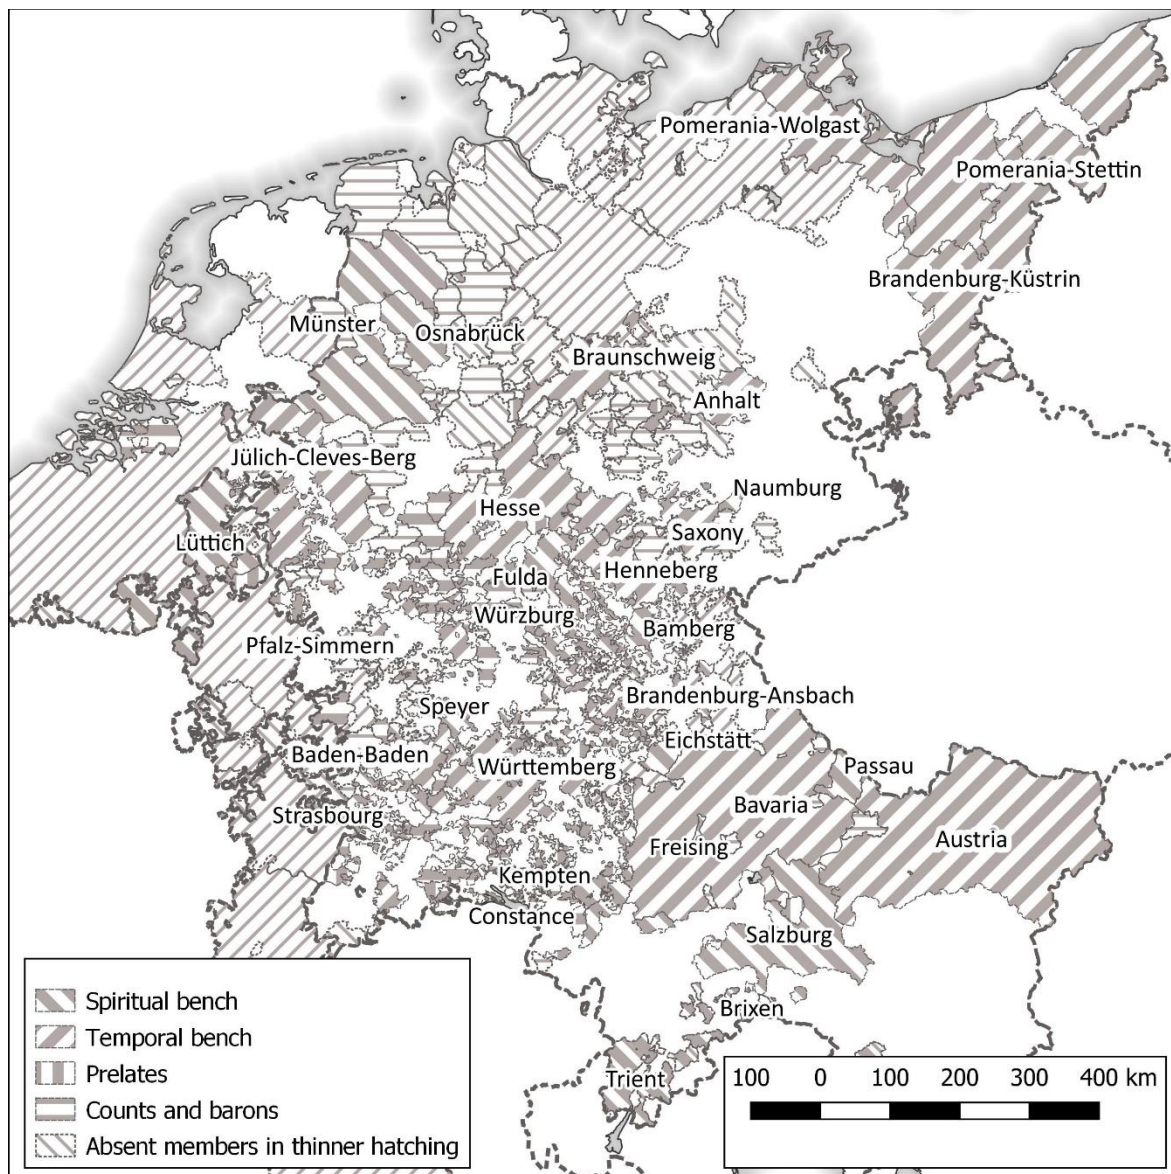 Pomerania-Wolgast
Pomerania-Stettin
Brandenburg-Küstrin
Münster
Osnabrück
Braunschweig
Anhalt
Jülich-Cleves-Berg
Naumburg
Hesse
Saxony
Lüttich
Fulda
Henneberg
Würzburg
Bamberg
Pfalz-Simmern
Brandenburg-Ansbach
Speyer
Eichstätt
Baden-Baden
Württemberg
Passau
Strasbourg
Bavaria
Freising
Austria
Kempten
Constance
Salzburg
Brixen
Trient
Spiritual bench
Temporal bench
Prelates
Counts and barons
Absent members in thinner hatching
100 0 100 200 300 400 km